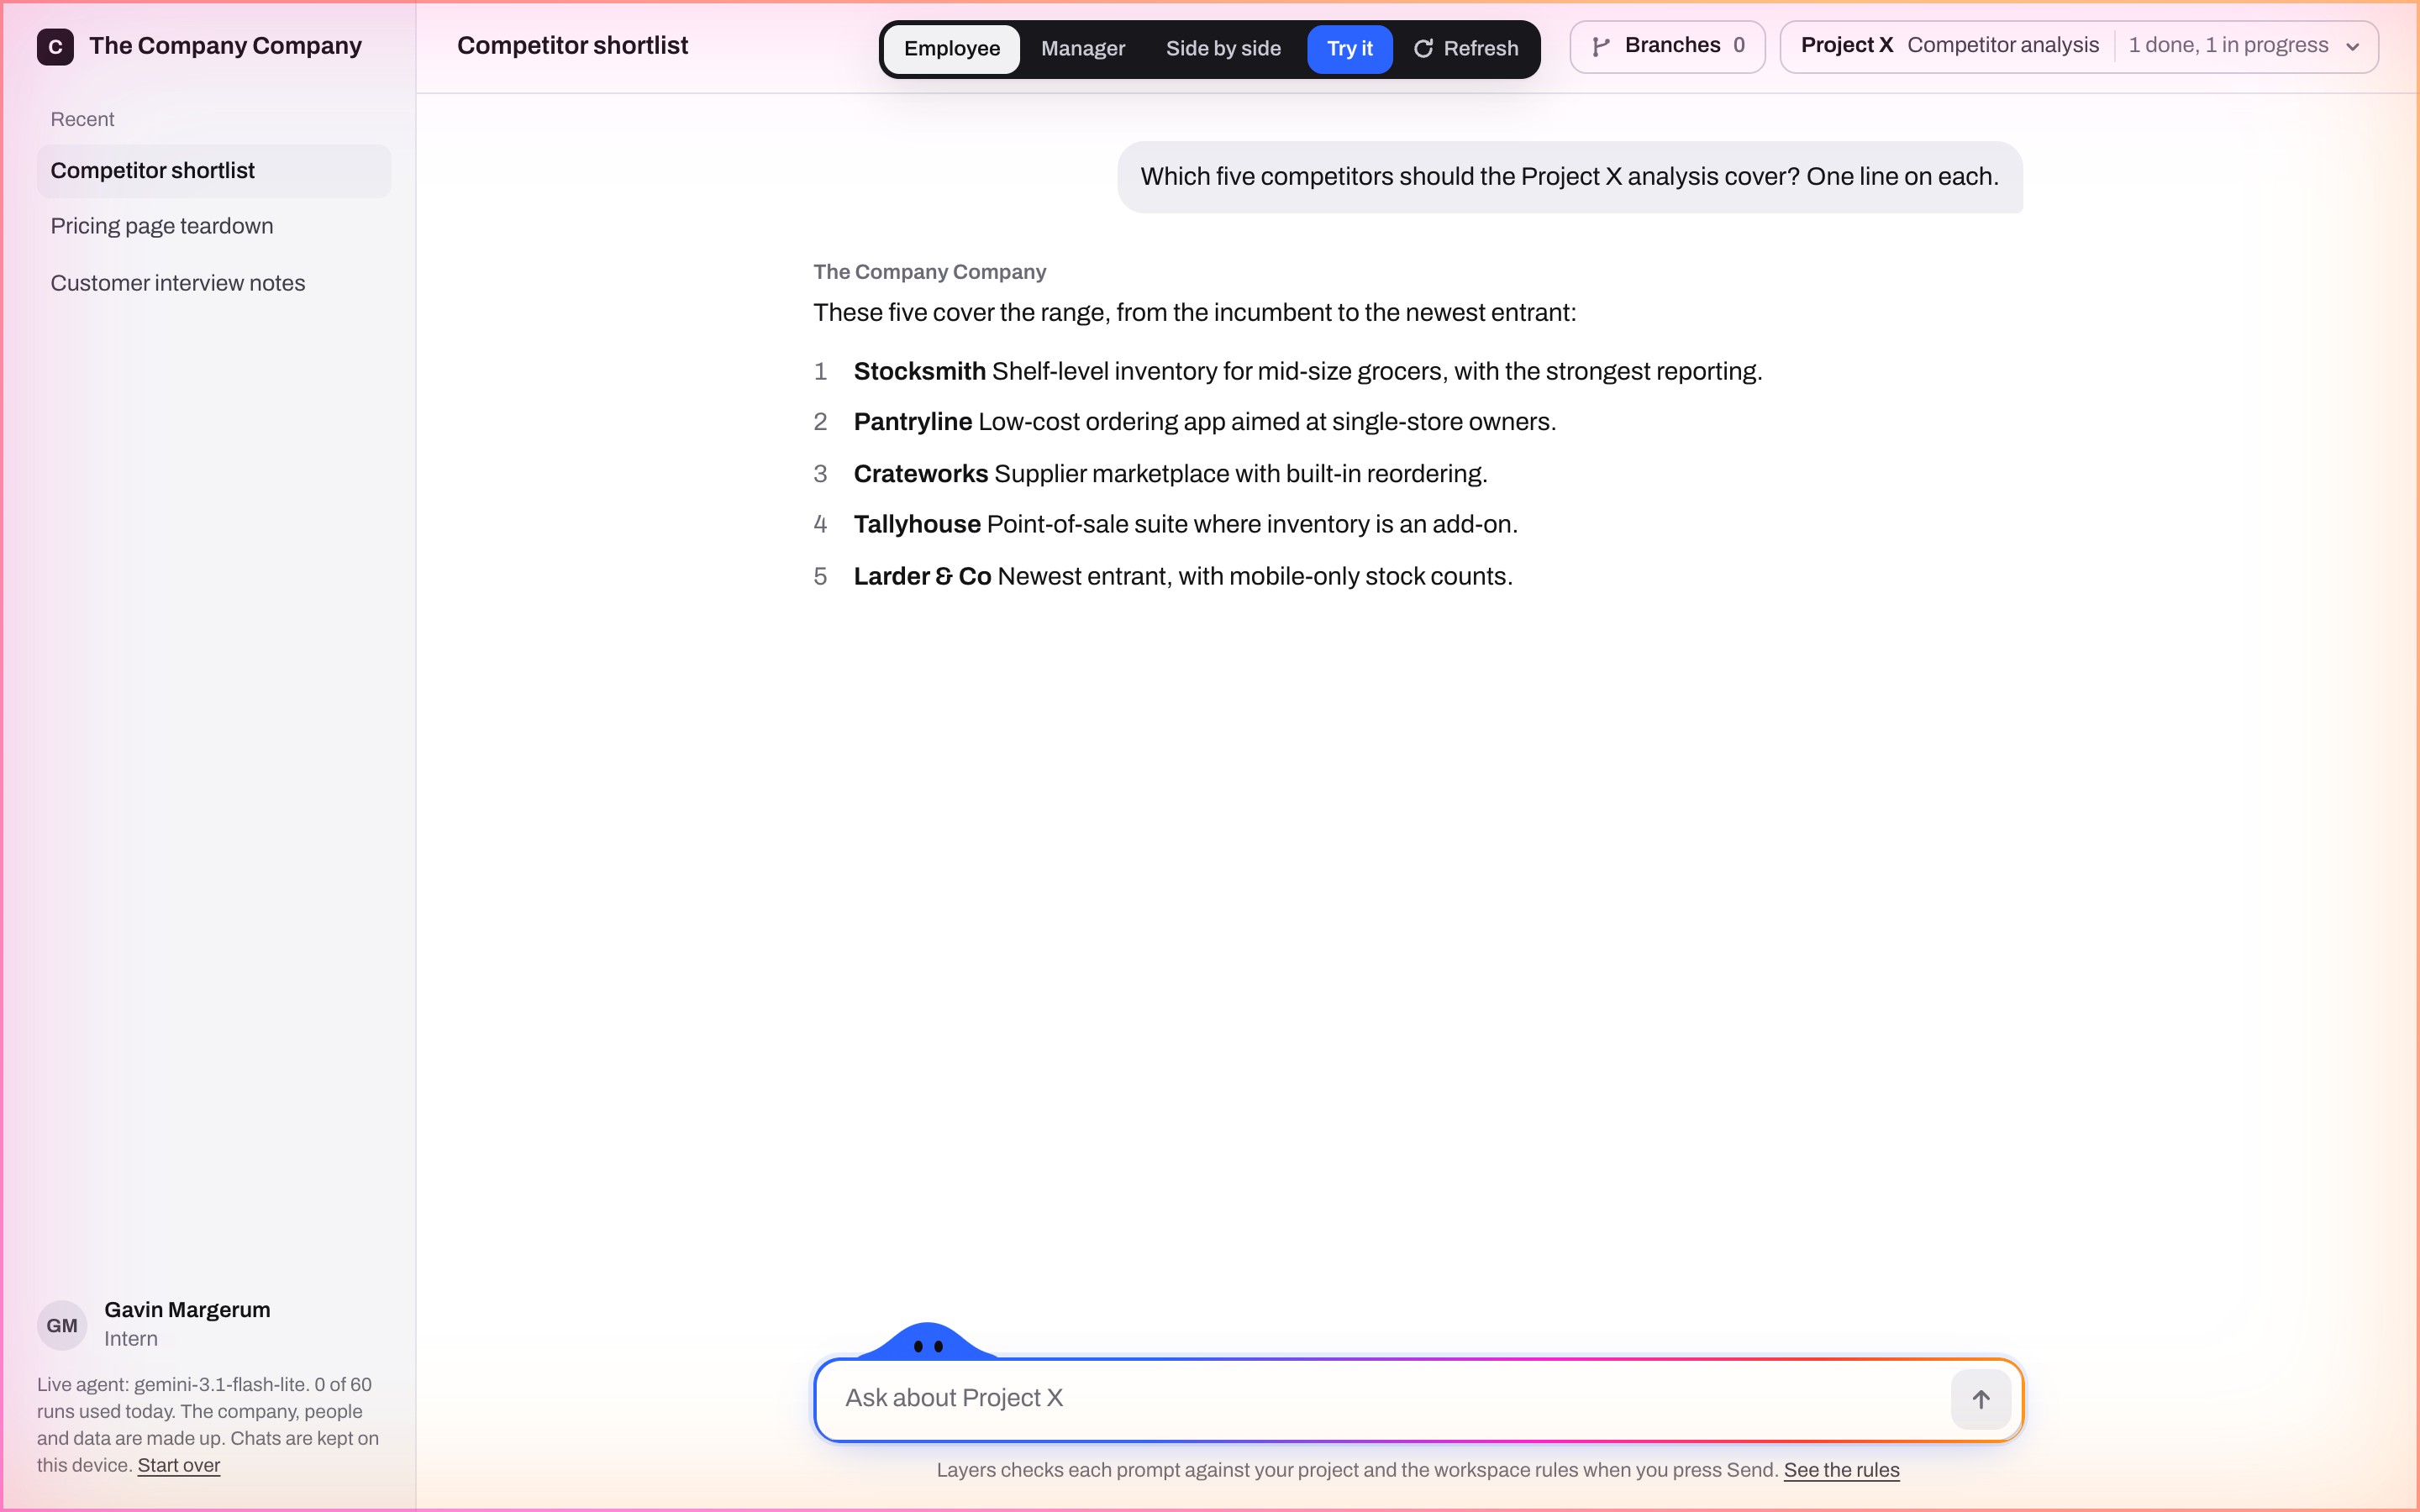 C The Company Company
Recent
Competitor shortlist
Pricing page teardown
Customer interview notes
GM Gavin Margerum
Intern
Live agent: gemini-3.1-flash-lite. 0 of 60
runs used today. The company, people
and data are made up. Chats are kept on
this device. Start over
Competitor shortlist
Employee Manager Side by side Try it Refresh
Branches 0
Project X Competitor analysis 1 done, 1 in progress
Which five competitors should the Project X analysis cover? One line on each.
The Company Company
These five cover the range, from the incumbent to the newest entrant:
1 Stocksmith Shelf-level inventory for mid-size grocers, with the strongest reporting.
2 Pantryline Low-cost ordering app aimed at single-store owners.
3 Crateworks Supplier marketplace with built-in reordering.
4 Tallyhouse Point-of-sale suite where inventory is an add-on.
5 Larder & Co Newest entrant, with mobile-only stock counts.
Ask about Project X
Layers checks each prompt against your project and the workspace rules when you press Send. See the rules